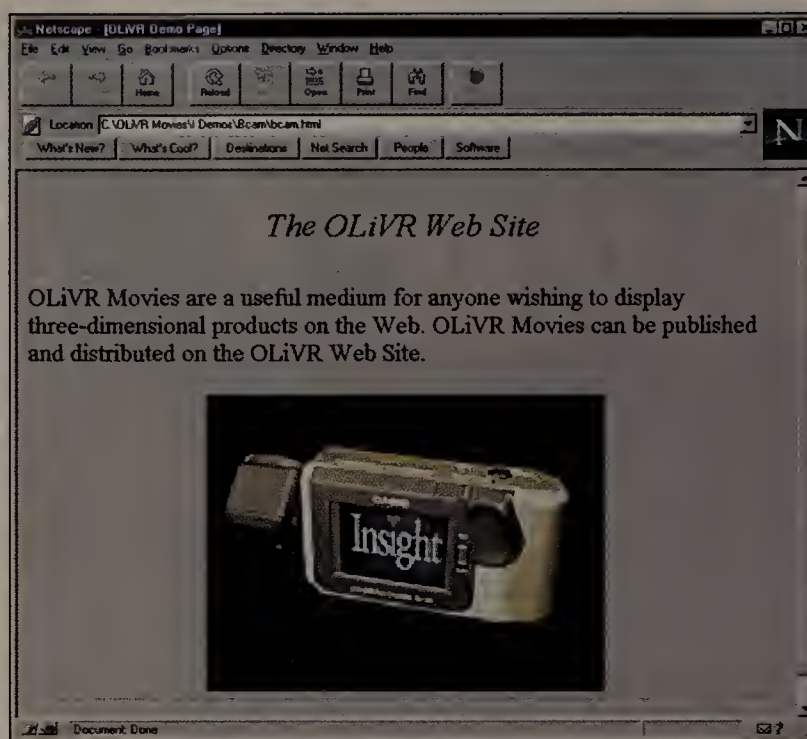 Netscape - [OLiVR Demo Page]
File Edit View Go Bookmarks Options Directory Window Help
Home Reload Open Print Find
Location C:\OLiVR Movies\I Demos\Bcam\bcam.html
N
What's New? What's Cool? Destinations Net Search People Software
The OLiVR Web Site
OLiVR Movies are a useful medium for anyone wishing to display
three-dimensional products on the Web. OLiVR Movies can be published
and distributed on the OLiVR Web Site.
Insight
Document: Done